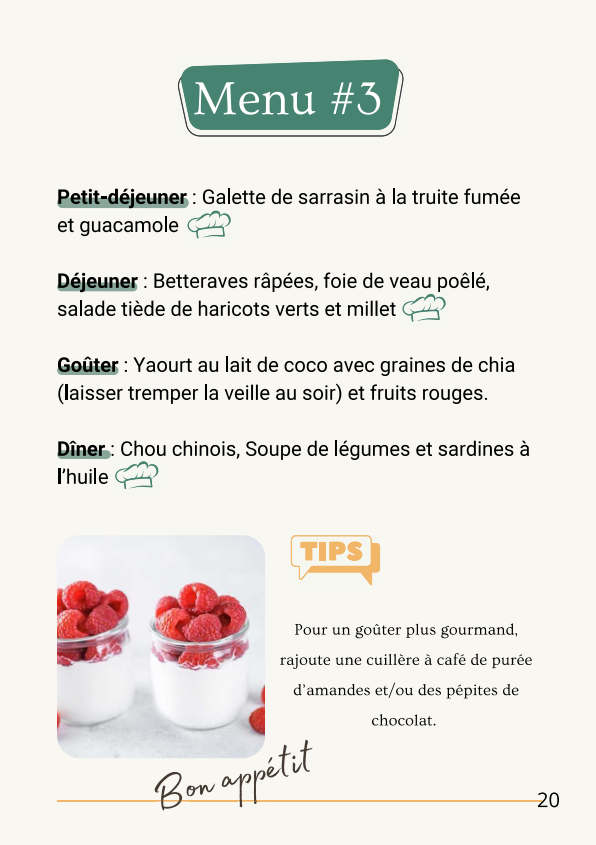 Menu #3
Petit-déjeuner : Galette de sarrasin à la truite fumée
et guacamole
Déjeuner : Betteraves râpées, foie de veau poêlé,
salade tiède de haricots verts et millet
Goûter : Yaourt au lait de coco avec graines de chia
(laisser tremper la veille au soir) et fruits rouges.
Dîner : Chou chinois, Soupe de légumes et sardines à
l'huile
TIPS
Pour un goûter plus gourmand,
rajoute une cuillère à café de purée
d'amandes et/ou des pépites de
chocolat.
Bon appétit
20